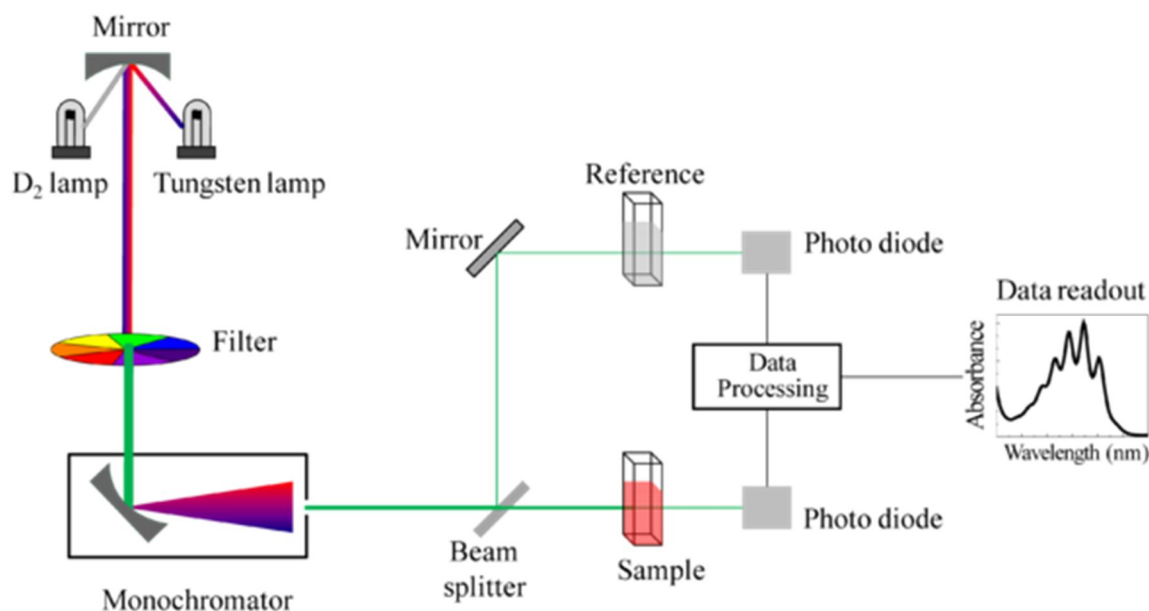 Mirror
D₂ lamp
Tungsten lamp
Filter
Monochromator
Mirror
Reference
Photo diode
Beam
splitter
Sample
Photo diode
Data
Processing
Data readout
Absorbance
Wavelength (nm)